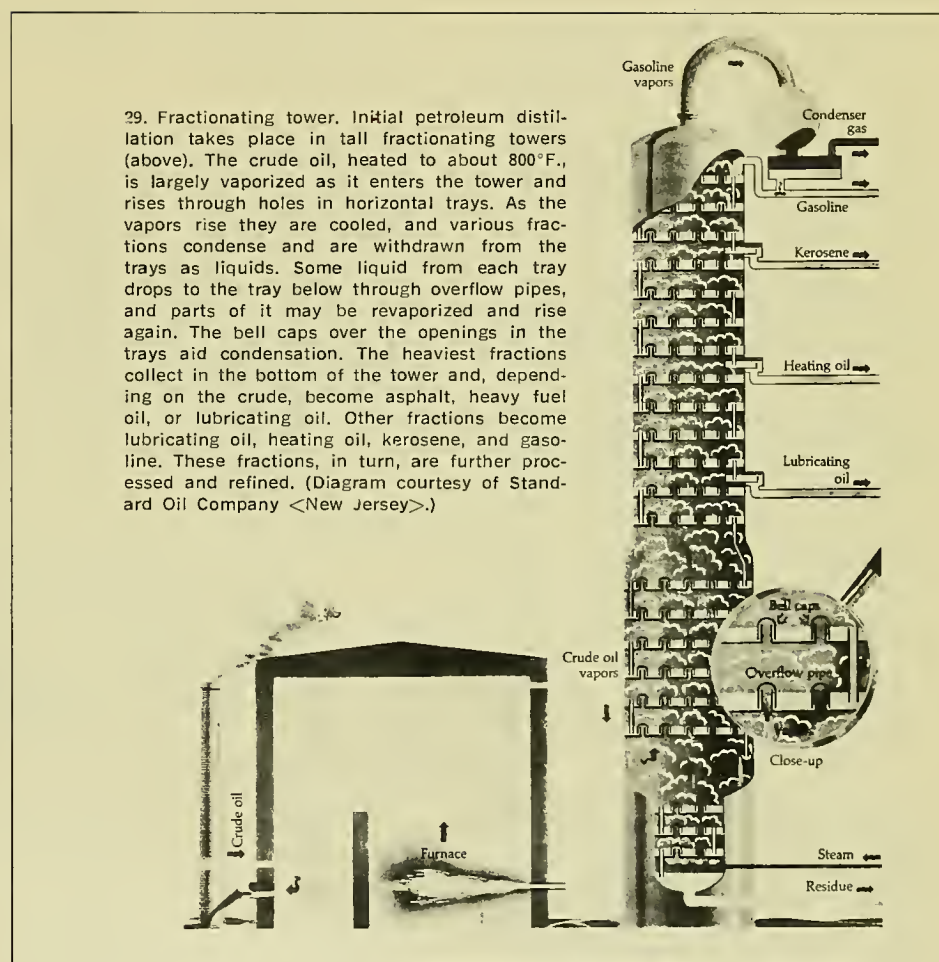 29. Fractionating tower. Initial petroleum distil-
lation takes place in tall fractionating towers
(above). The crude oil, heated to about 800°F.,
is largely vaporized as it enters the tower and
rises through holes in horizontal trays. As the
vapors rise they are cooled, and various frac-
tions condense and are withdrawn from the
trays as liquids. Some liquid from each tray
drops to the tray below through overflow pipes,
and parts of it may be revaporized and rise
again. The bell caps over the openings in the
trays aid condensation. The heaviest fractions
collect in the bottom of the tower and, depend-
ing on the crude, become asphalt, heavy fuel
oil, or lubricating oil. Other fractions become
lubricating oil, heating oil, kerosene, and gaso-
line. These fractions, in turn, are further proc-
essed and refined. (Diagram courtesy of Stand-
ard Oil Company <New Jersey>.)
Gasoline
vapors
Condenser
gas
Gasoline
Kerosene
Heating oil
Lubricating
oil
Bell caps
Overflow pipe
Close-up
Crude oil
vapors
Crude oil
Furnace
Steam
Residue